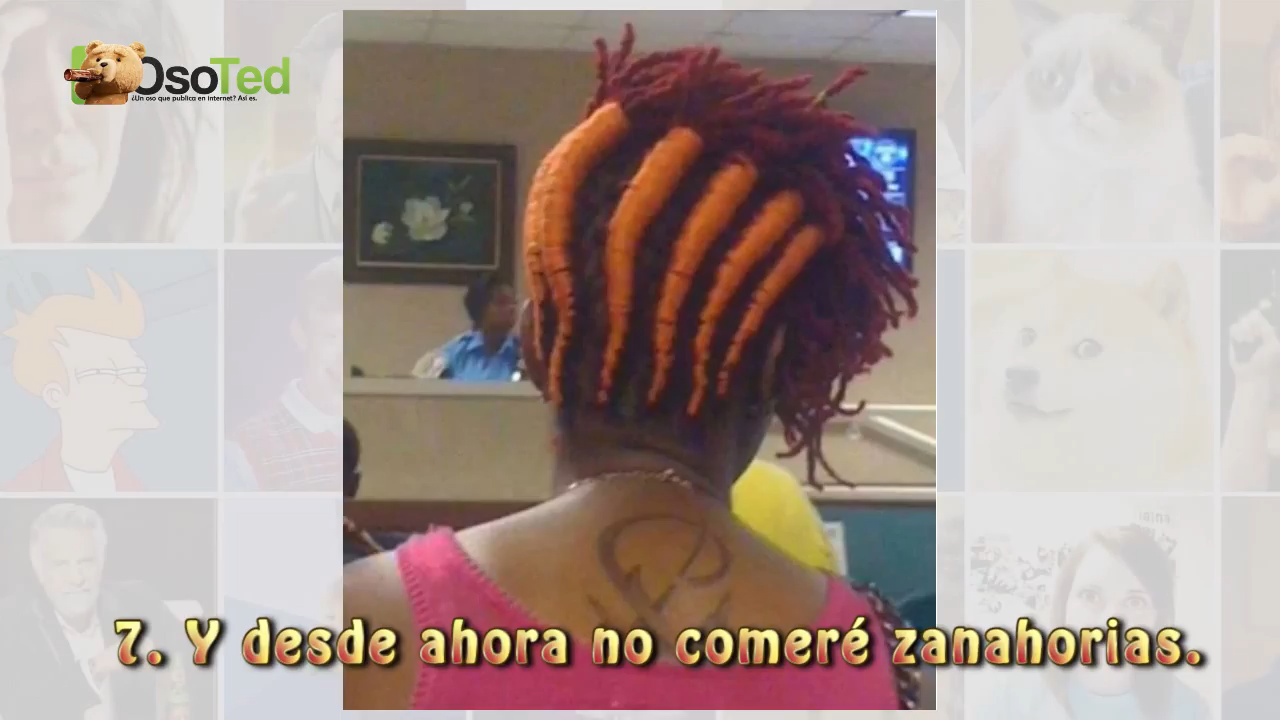 OsoTed
¿Un oso que publica en internet? Así es.
7. Y desde ahora no comeré zanahorias.